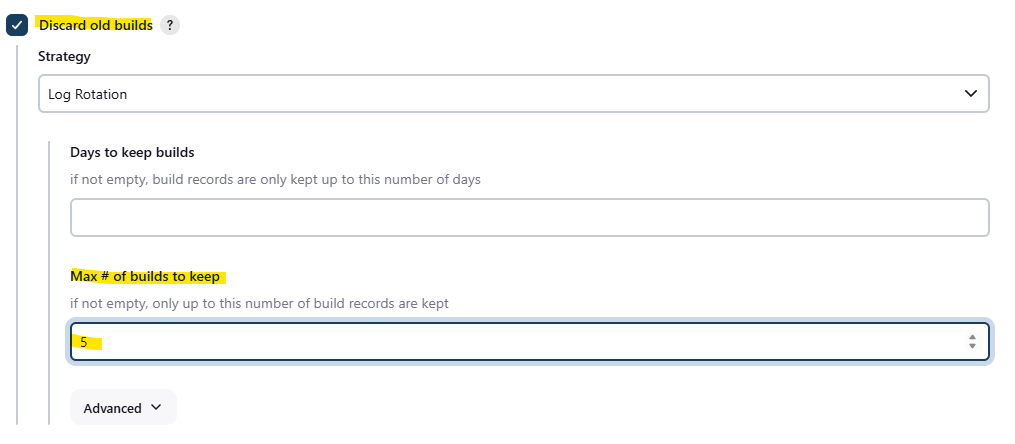 Discard old builds ?
Strategy
Log Rotation
Days to keep builds
if not empty, build records are only kept up to this number of days
Max # of builds to keep
if not empty, only up to this number of build records are kept
5
Advanced